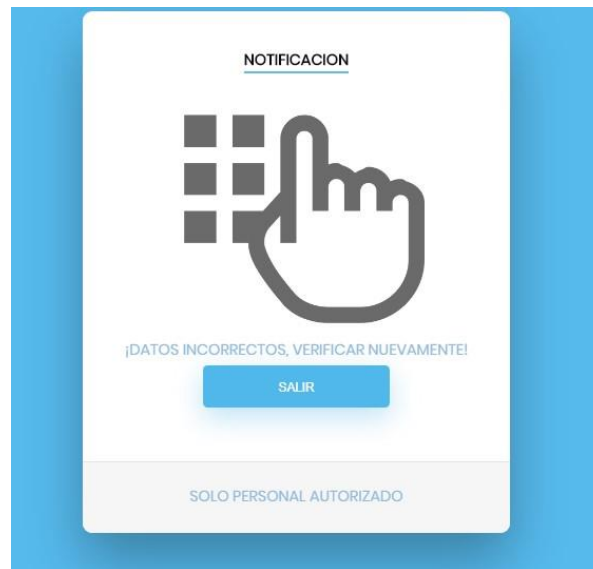 NOTIFICACION
¡DATOS INCORRECTOS, VERIFICAR NUEVAMENTE!
SALIR
SOLO PERSONAL AUTORIZADO